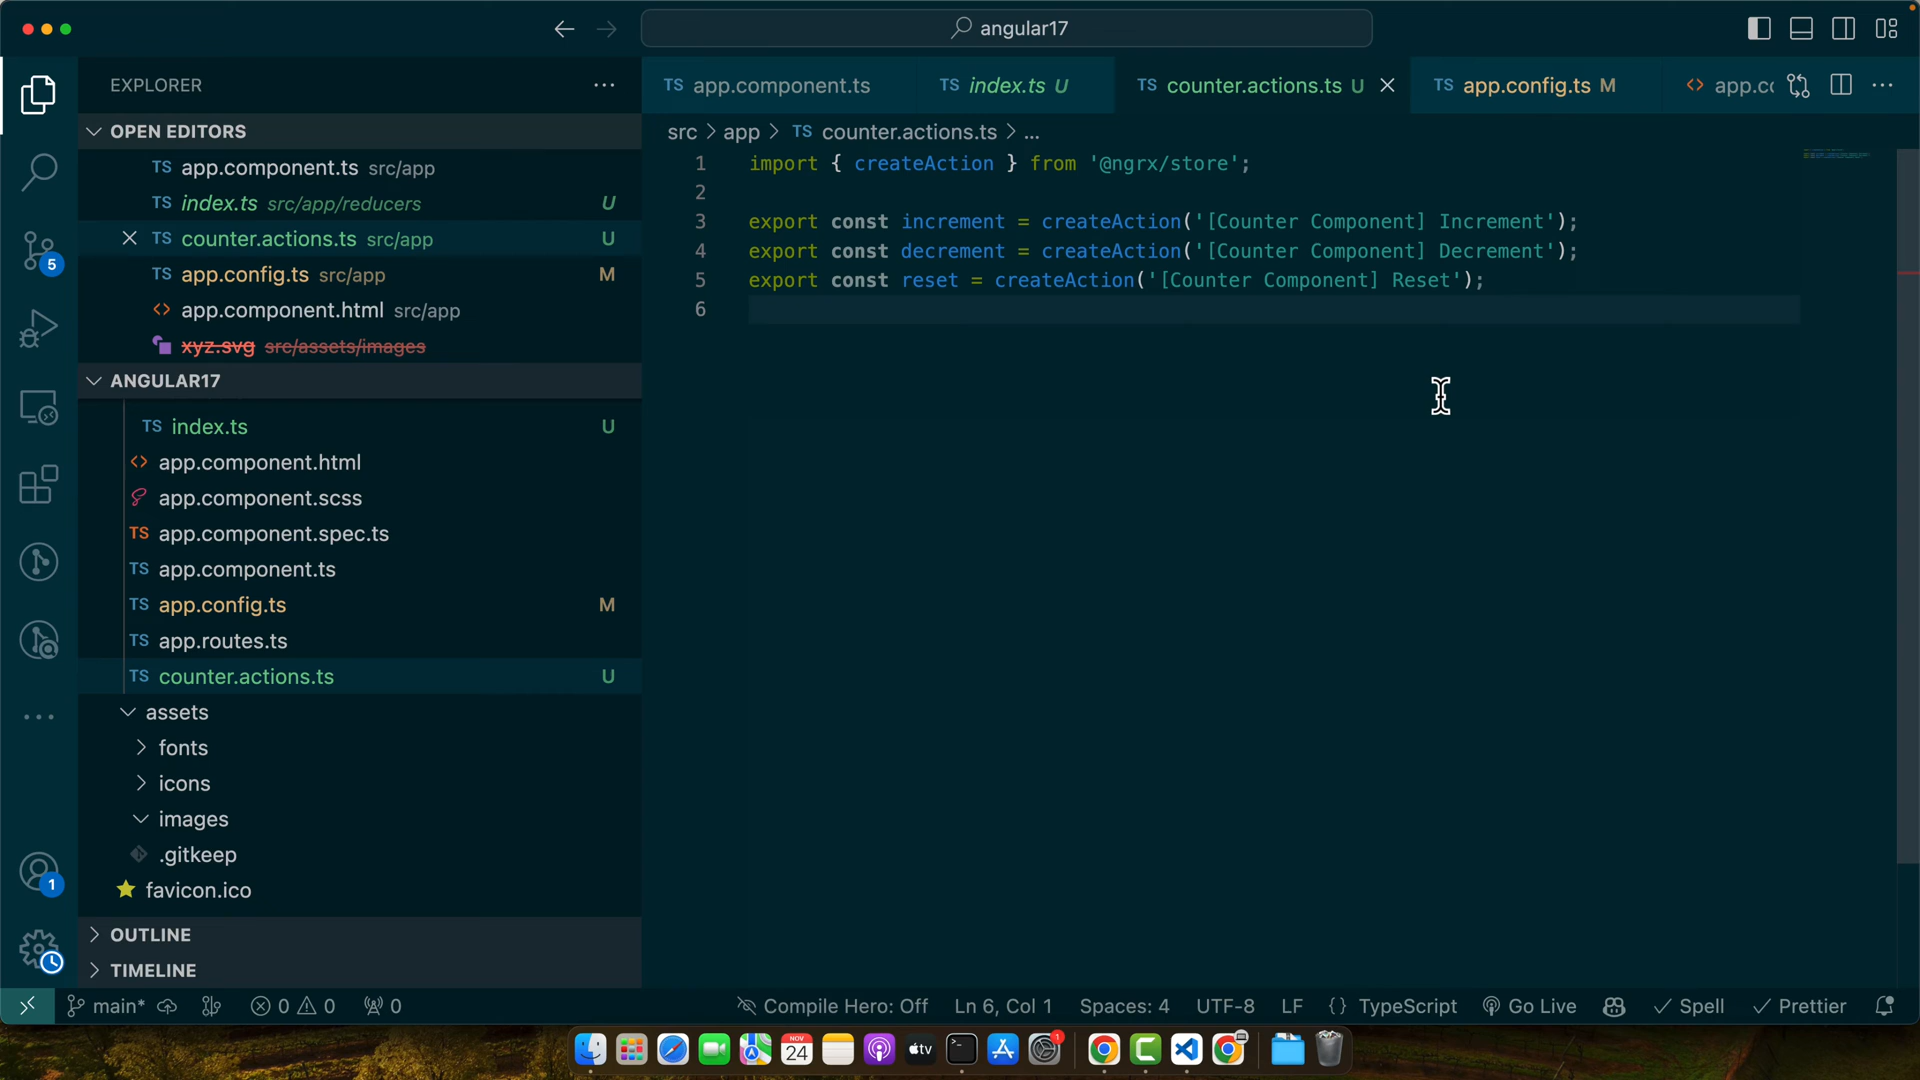 angular17
EXPLORER
OPEN EDITORS
TS app.component.ts src/app
TS index.ts src/app/reducers U
TS counter.actions.ts src/app U
TS app.config.ts src/app M
<> app.component.html src/app
xyz.svg src/assets/images
ANGULAR17
TS index.ts U
<> app.component.html
app.component.scss
TS app.component.spec.ts
TS app.component.ts
TS app.config.ts M
TS app.routes.ts
TS counter.actions.ts U
assets
fonts
icons
images
.gitkeep
favicon.ico
OUTLINE
TIMELINE
5
1
TS app.component.ts TS index.ts U TS counter.actions.ts U TS app.config.ts M <> app.cc
src > app > TS counter.actions.ts > ...
1 import { createAction } from '@ngrx/store';
2
3 export const increment = createAction('[Counter Component] Increment');
4 export const decrement = createAction('[Counter Component] Decrement');
5 export const reset = createAction('[Counter Component] Reset');
6
main* 0 0 0 Compile Hero: Off Ln 6, Col 1 Spaces: 4 UTF-8 LF {} TypeScript Go Live Spell Prettier
NOV
24
tv
1